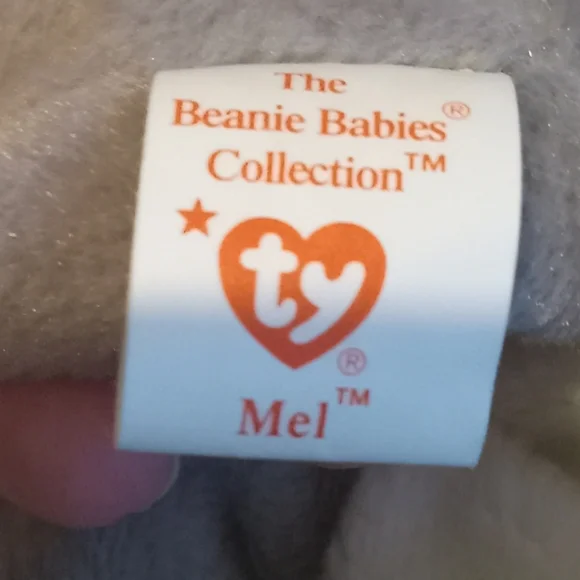 The
Beanie Babies®
Collection™
ty®
Mel™